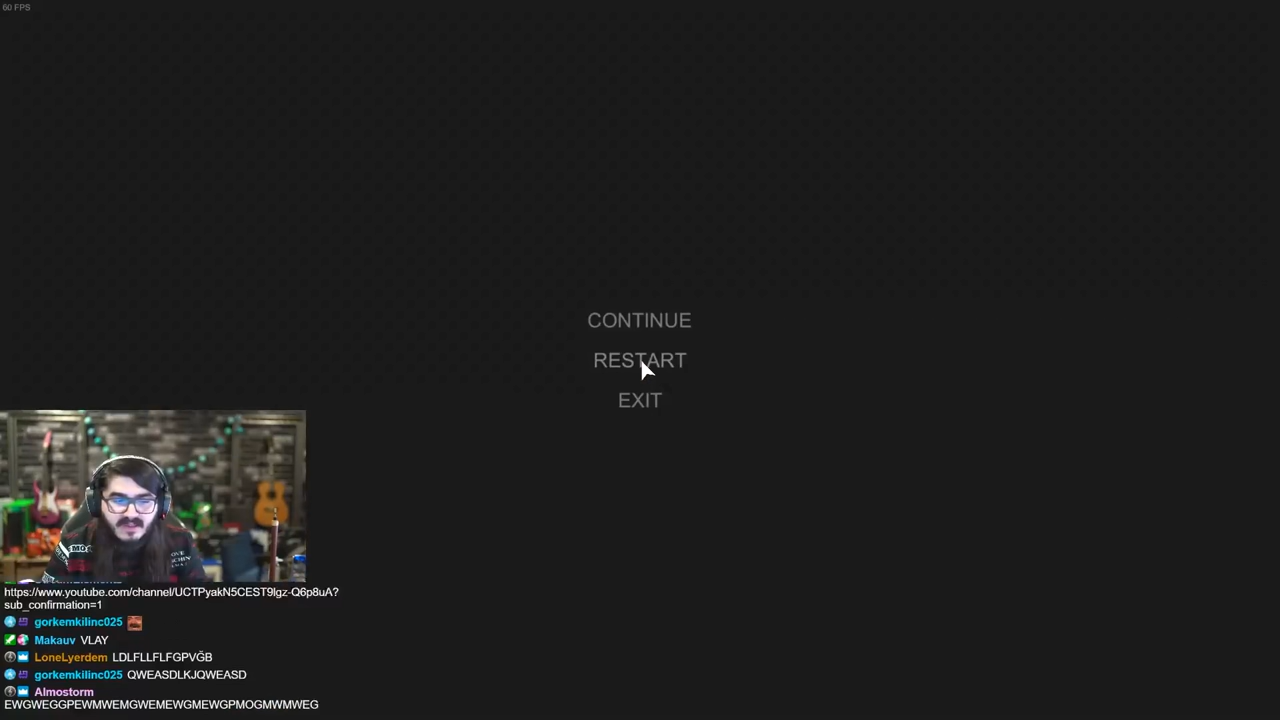 60 FPS
CONTINUE
RESTART
EXIT
https://www.youtube.com/channel/UCTPyakN5CEST9lgz-Q6p8uA?
sub_confirmation=1
gorkemkilinc025
Makauv VLAY
LoneLyerdem LDLFLLFLFGPVĞB
gorkemkilinc025 QWEASDLKJQWEASD
Almostorm
EWGWEGGPEWMWEMGWEMEWGMEWGPMOGMWMWEG